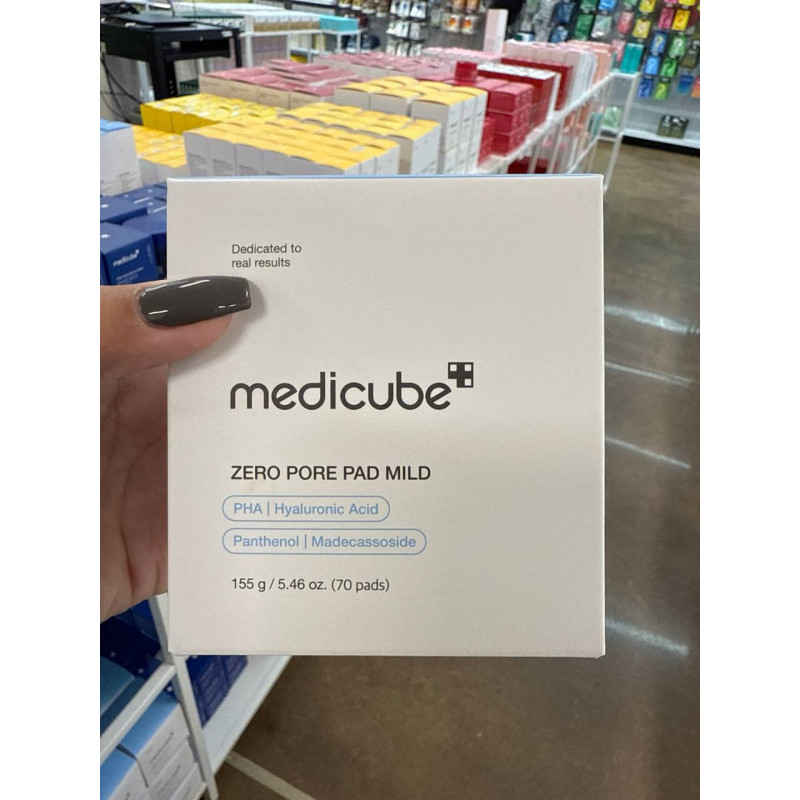 Dedicated to
real results
medicube
ZERO PORE PAD MILD
PHA | Hyaluronic Acid
Panthenol | Madecassoside
155 g / 5.46 oz. (70 pads)
medicube